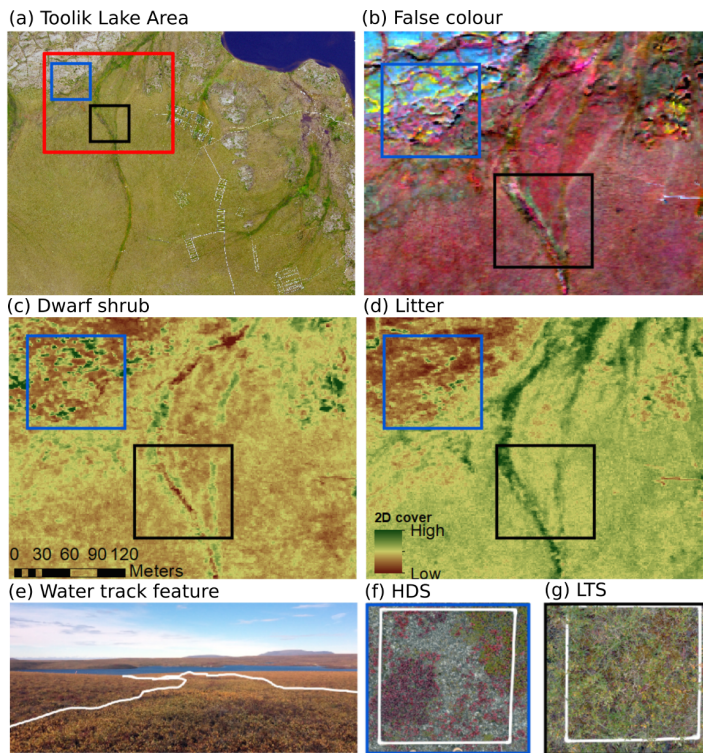 (a) Toolik Lake Area
(b) False colour
(c) Dwarf shrub
(d) Litter
0 30 60 90 120
Meters
2D cover
High
Low
(e) Water track feature
(f) HDS
(g) LTS